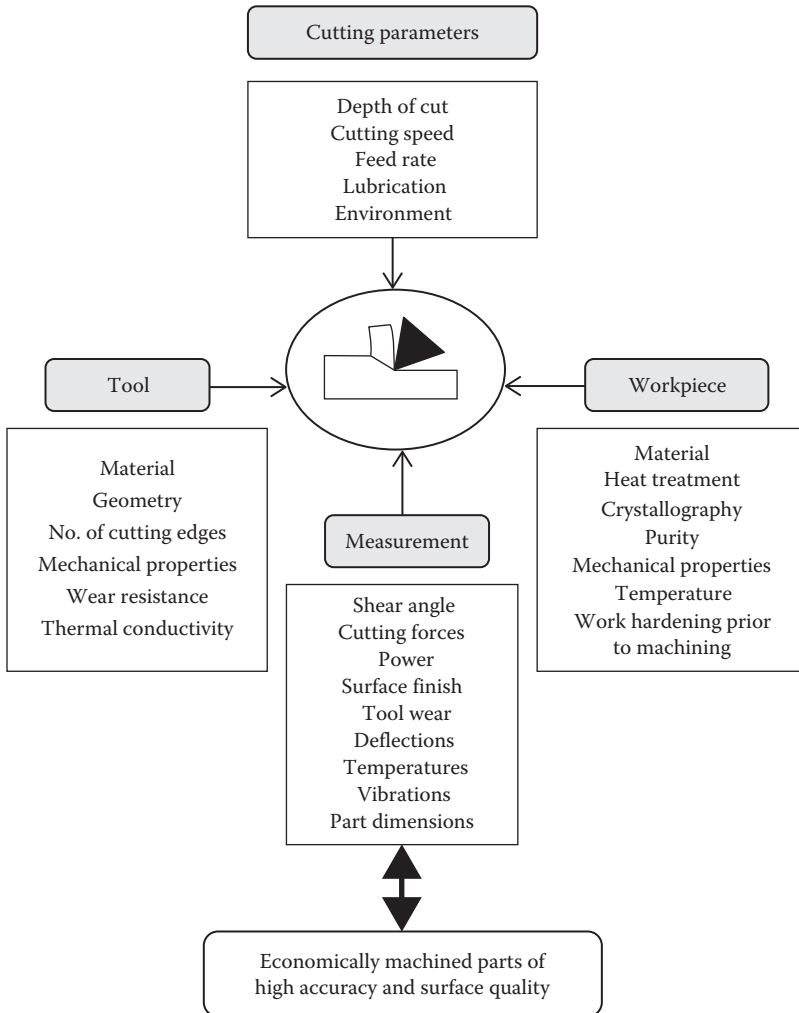 Cutting parameters
Depth of cut
Cutting speed
Feed rate
Lubrication
Environment
Tool
Material
Geometry
No. of cutting edges
Mechanical properties
Wear resistance
Thermal conductivity
Workpiece
Material
Heat treatment
Crystallography
Purity
Mechanical properties
Temperature
Work hardening prior
to machining
Measurement
Shear angle
Cutting forces
Power
Surface finish
Tool wear
Deflections
Temperatures
Vibrations
Part dimensions
Economically machined parts of
high accuracy and surface quality